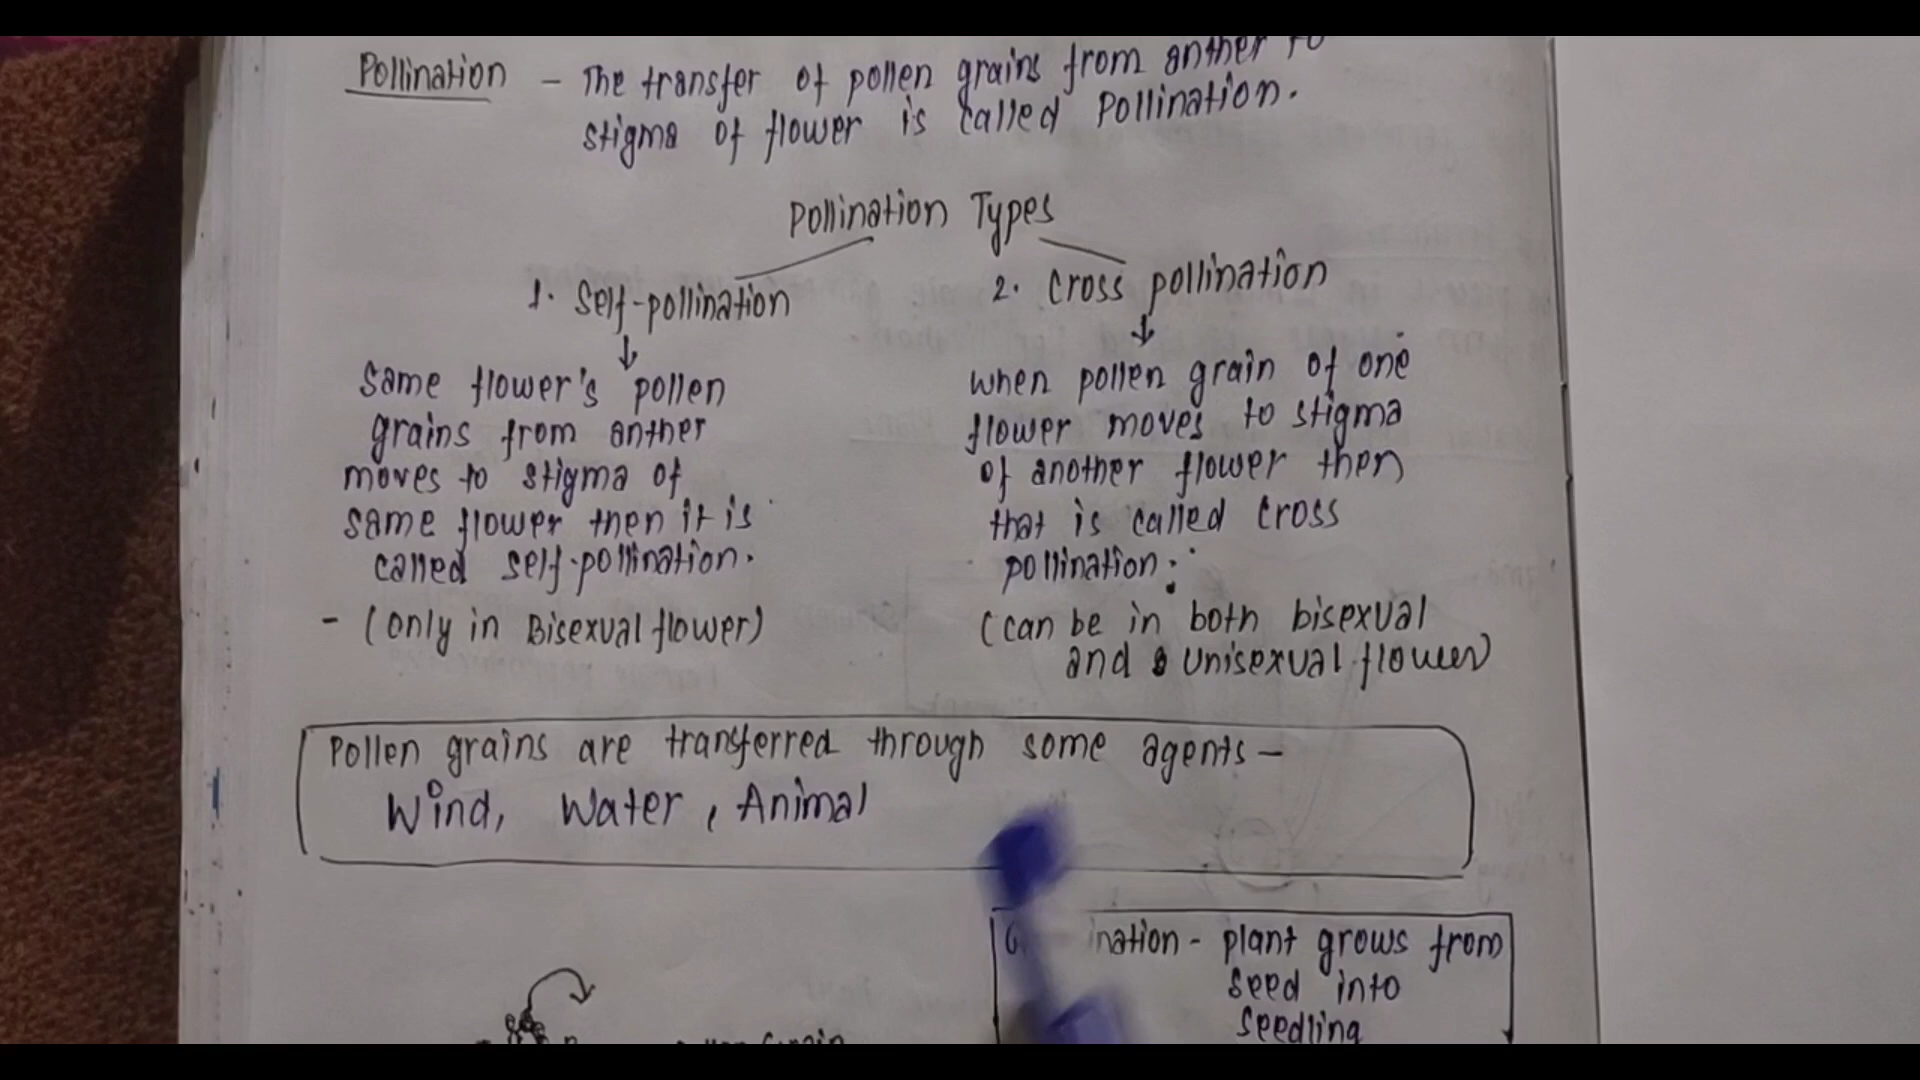 Pollination - The transfer of pollen grains from anther to
stigma of flower is called Pollination.
Pollination Types
1. Self-pollination
same flower's pollen
grains from anther
moves to stigma of
same flower then it is
called self-pollination.
- (only in Bisexual flower)
2. Cross pollination
when pollen grain of one
flower moves to stigma
of another flower then
that is called cross
pollination.
(can be in both bisexual
and unisexual flower)
Pollen grains are transferred through some agents -
Wind, Water, Animal
- plant grows from
seed into
seedling